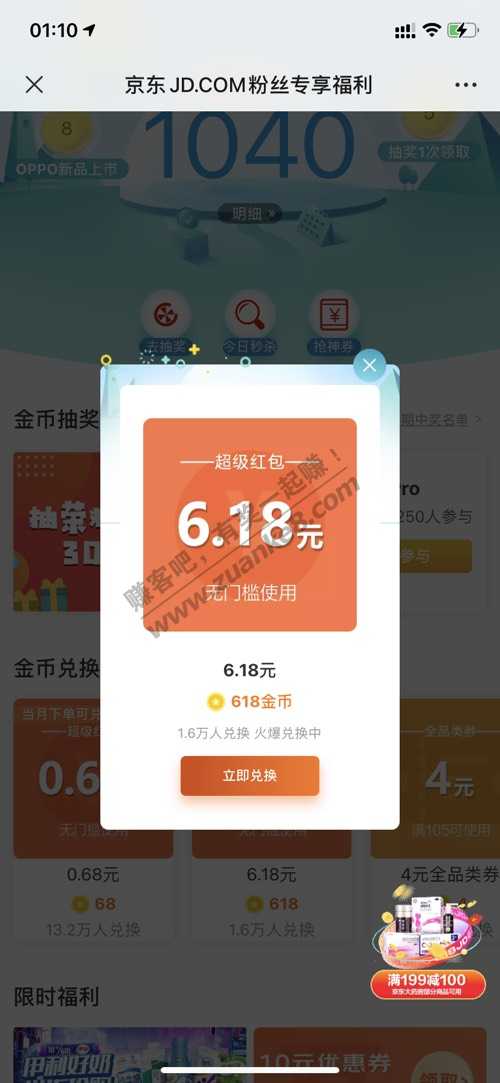 01:10
京东 JD.COM粉丝专享福利
8
1040
5
OPPO新品上市
抽奖1次领取
明细 »
去抽奖
今日秒杀
抢神券
金币抽奖
期中奖名单 >
ro
抽荣
3D
250人参与
参与
超级红包
6.18元
无门槛使用
赚客吧，有奖一起赚！
www.zuanke8.com
6.18元
618金币
1.6万人兑换 火爆兑换中
立即兑换
金币兑换
当月下单可兑
超级红
0.6
无门槛使用
无门槛使用
全品类券
4元
满105可使用
0.68元
6.18元
4元全品类券
68
618
13.2万人兑换
1.6万人兑换
满199减100
京东大药房部分商品可用
限时福利
伊利好奶
10元优惠券
领取>